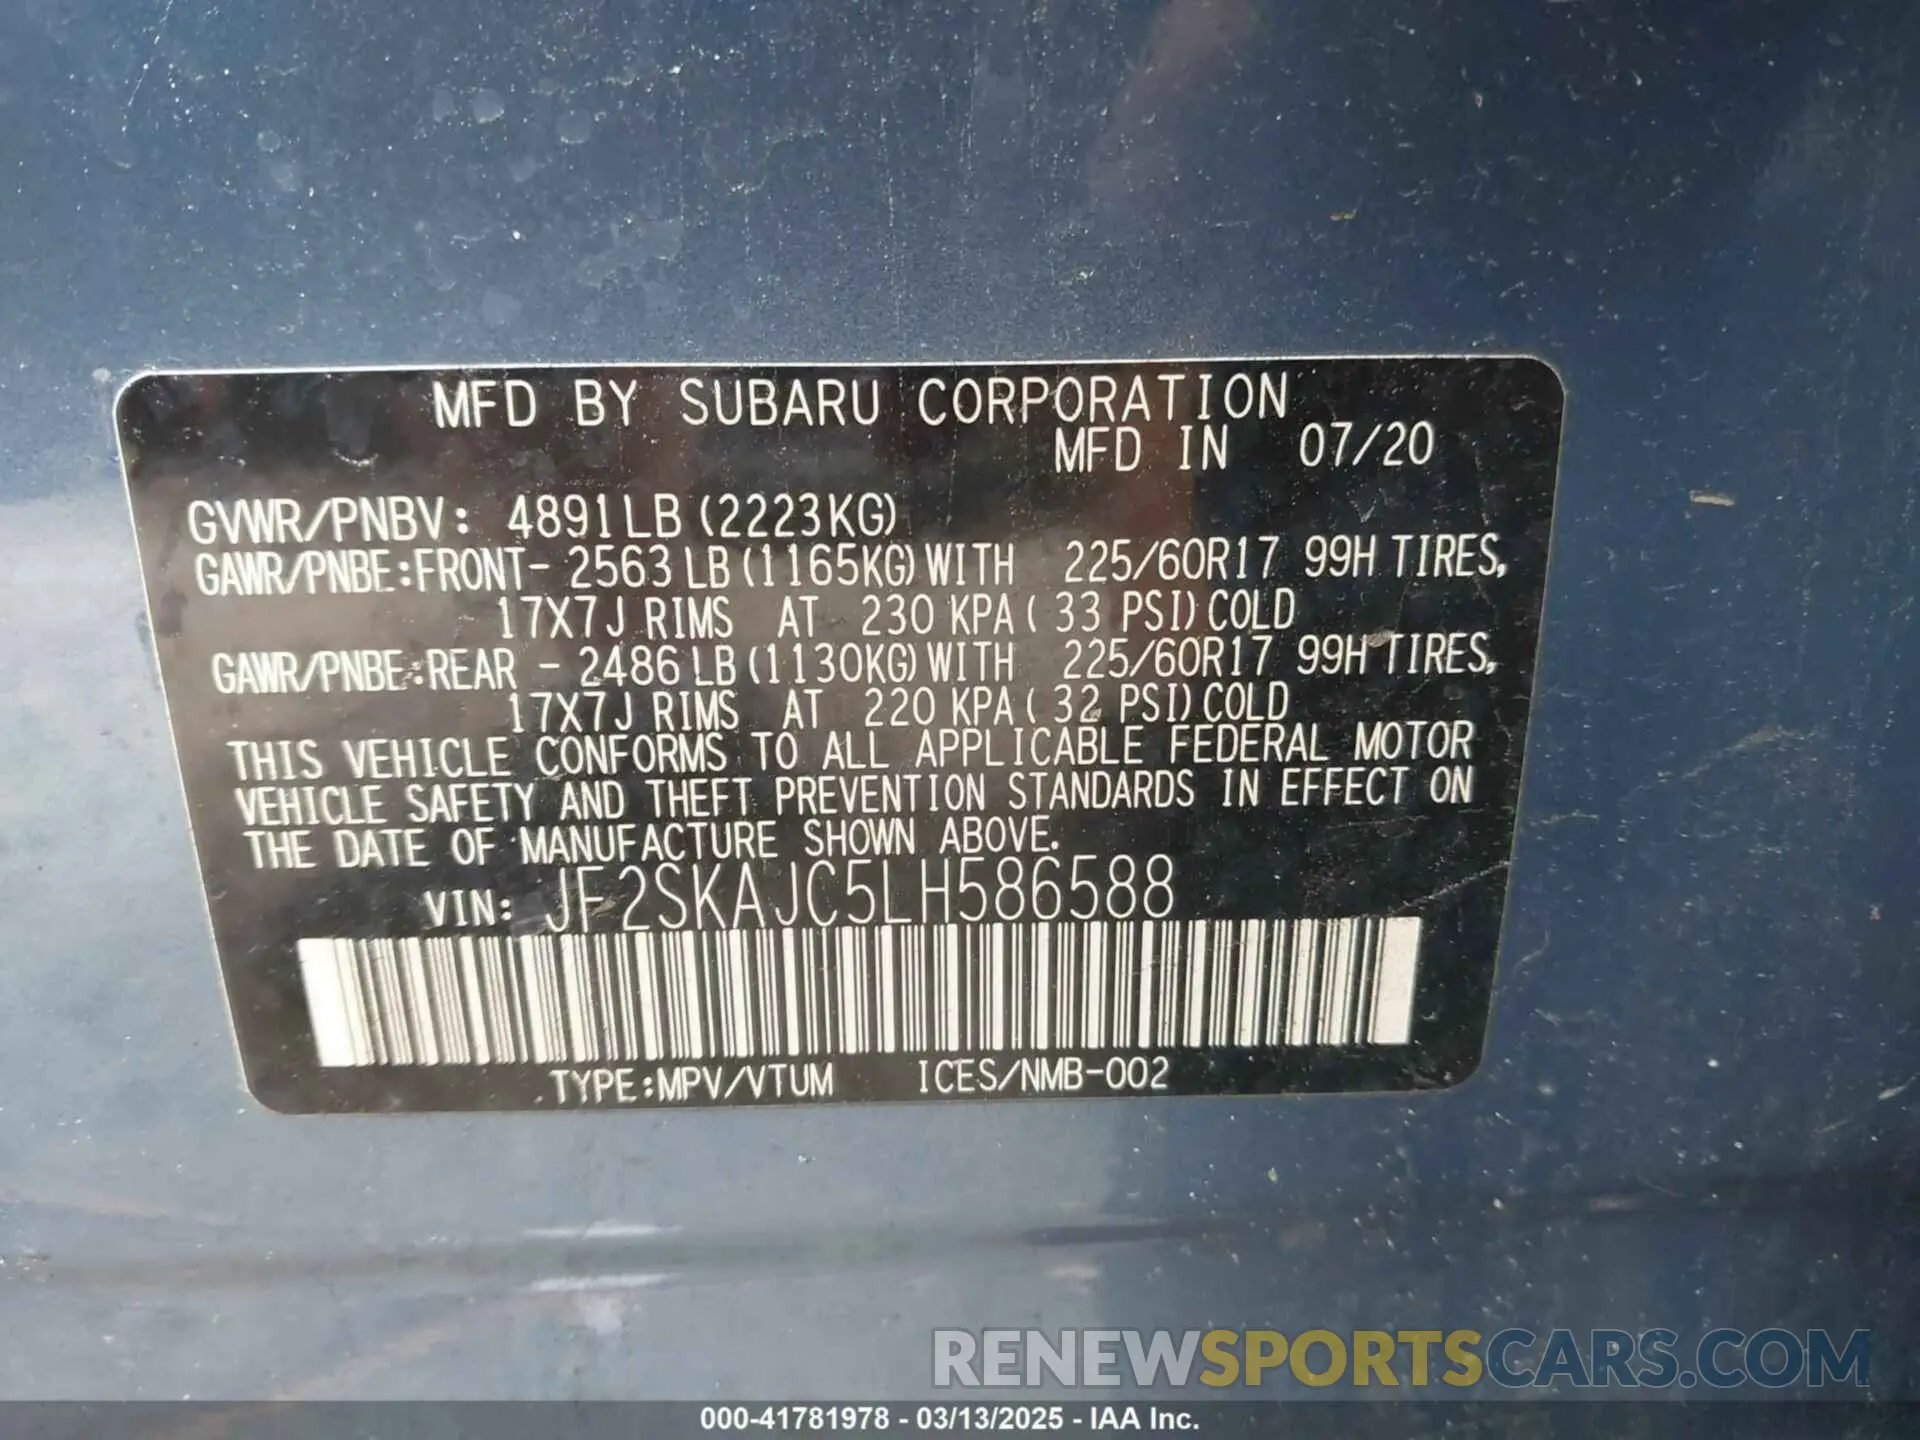 MFD BY SUBARU CORPORATION
MFD IN 07/20
GVWR/PNBV: 4891LB (2223KG)
GAWR/PNBE:FRONT- 2563 LB (1165KG) WITH 225/60R17 99H TIRES,
17X7J RIMS AT 230 KPA ( 33 PSI) COLD
GAWR/PNBE:REAR - 2486 LB (1130KG) WITH 225/60R17 99H TIRES,
17X7J RIMS AT 220 KPA ( 32 PSI) COLD
THIS VEHICLE CONFORMS TO ALL APPLICABLE FEDERAL MOTOR
VEHICLE SAFETY AND THEFT PREVENTION STANDARDS IN EFFECT ON
THE DATE OF MANUFACTURE SHOWN ABOVE.
VIN: JF2SKAJC5LH586588
TYPE:MPV/VTUM ICES/NMB-002
RENEWSPORTSCARS.COM
000-41781978 - 03/13/2025 - IAA Inc.